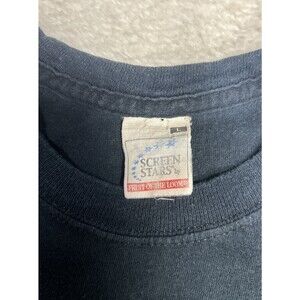 L
SCREEN
STARS
FRUIT OF THE LOOM